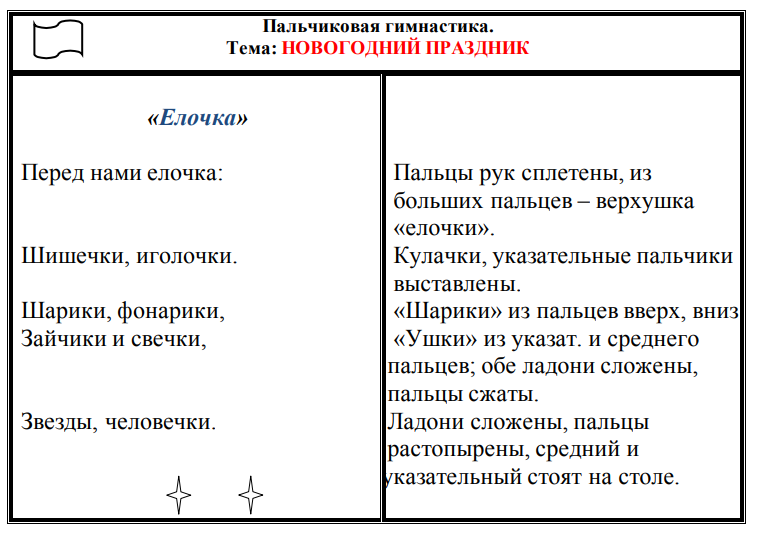 Пальчиковая гимнастика.
Тема: НОВОГОДНИЙ ПРАЗДНИК
«Елочка»
Перед нами елочка:
Шишечки, иголочки.
Шарики, фонарики,
Зайчики и свечки,
Звезды, человечки.
Пальцы рук сплетены, из
больших пальцев – верхушка
«елочки».
Кулачки, указательные пальчики
выставлены.
«Шарики» из пальцев вверх, вниз
«Ушки» из указат. и среднего
пальцев; обе ладони сложены,
пальцы сжаты.
Ладони сложены, пальцы
растопырены, средний и
указательный стоят на столе.